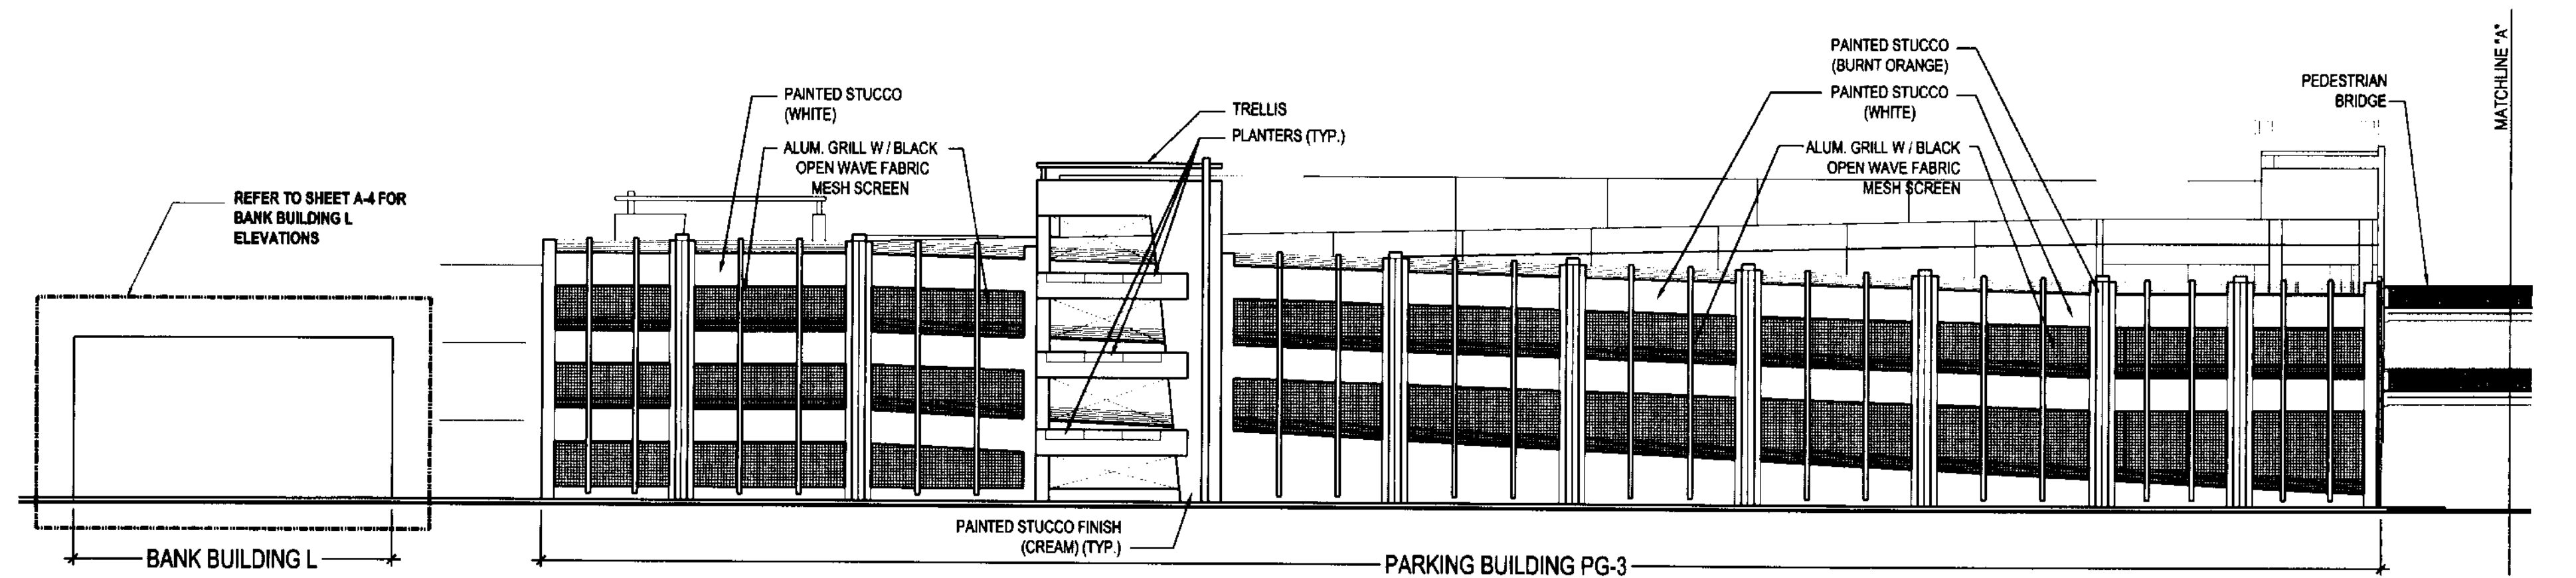 PAINTED STUCCO
(WHITE)
ALUM. GRILL W / BLACK
OPEN WAVE FABRIC
MESH SCREEN
REFER TO SHEET A-4 FOR
BANK BUILDING L
ELEVATIONS
TRELLIS
PLANTERS (TYP.)
PAINTED STUCCO
(BURNT ORANGE)
PAINTED STUCCO
(WHITE)
ALUM. GRILL W / BLACK
OPEN WAVE FABRIC
MESH SCREEN
PEDESTRIAN
BRIDGE
MATCHLINE "A"
PAINTED STUCCO FINISH
(CREAM) (TYP.)
BANK BUILDING L
PARKING BUILDING PG-3